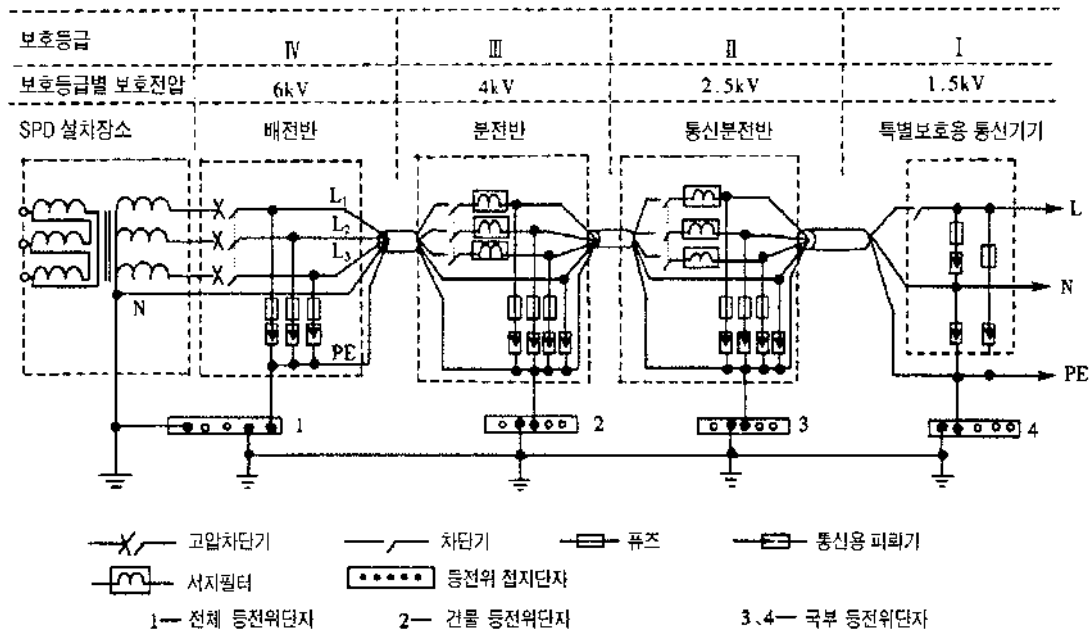 보호등급 Ⅳ Ⅲ Ⅱ Ⅰ
보호등급별 보호전압 6kV 4kV 2.5kV 1.5kV
SPD 설차장소 배전반 분전반 통신분전반 특별보호용 통신기기
L1
L2
L3
N
PE
L
N
PE
1
2
3
4
고압차단기 차단기 퓨즈 통신용 피뢰기
서지필터 등전위 접지단자
1— 전체 등전위단자 2— 건물 등전위단자 3、4— 국부 등전위단자